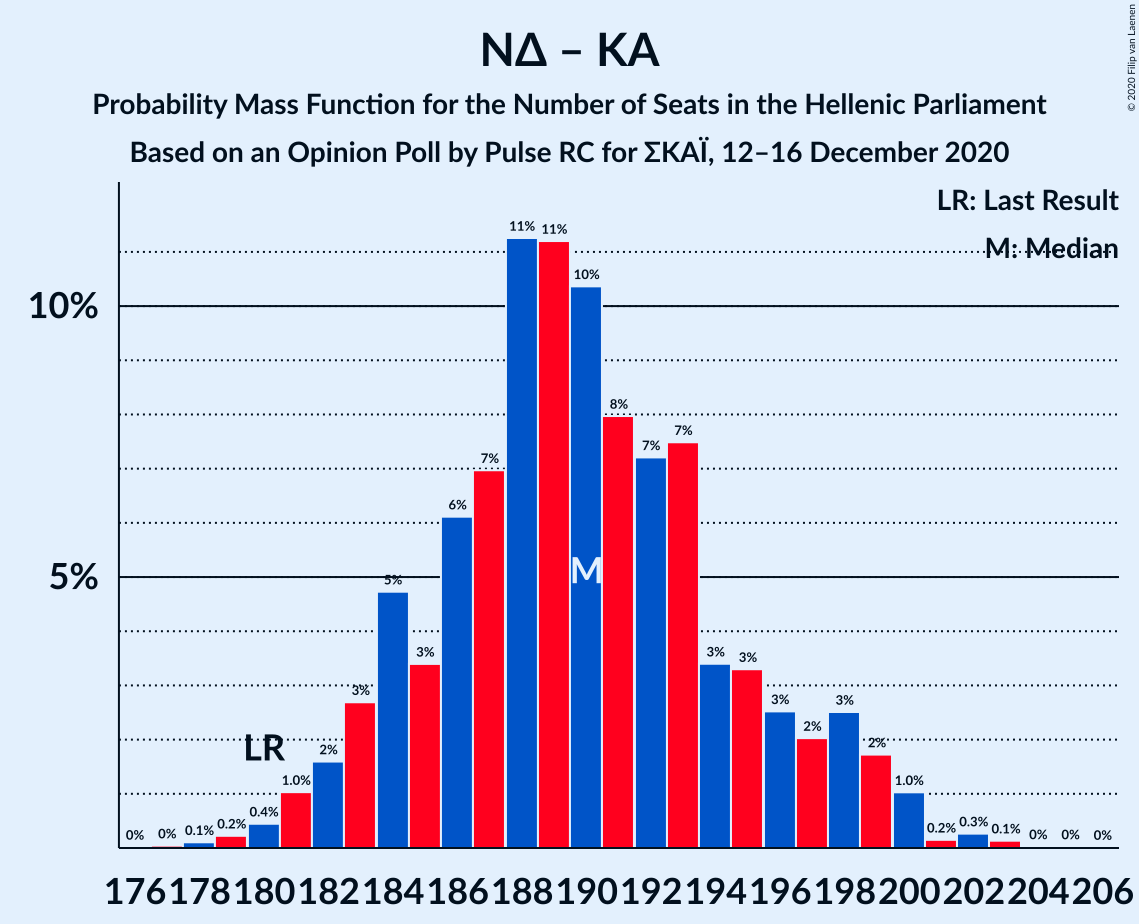 ΝΔ – ΚΑ
Probability Mass Function for the Number of Seats in the Hellenic Parliament
Based on an Opinion Poll by Pulse RC for ΣΚΑΪ, 12–16 December 2020
© 2020 Filip van Laenen
LR: Last Result
M: Median
10%
5%
0% 0% 0.1% 0.2% 0.4% 1.0% 2% 3% 5% 3% 6% 7% 11% 11% 10% 8% 7% 7% 3% 3% 3% 2% 3% 2% 1.0% 0.2% 0.3% 0.1% 0% 0% 0%
LR
M
176 178 180 182 184 186 188 190 192 194 196 198 200 202 204 206